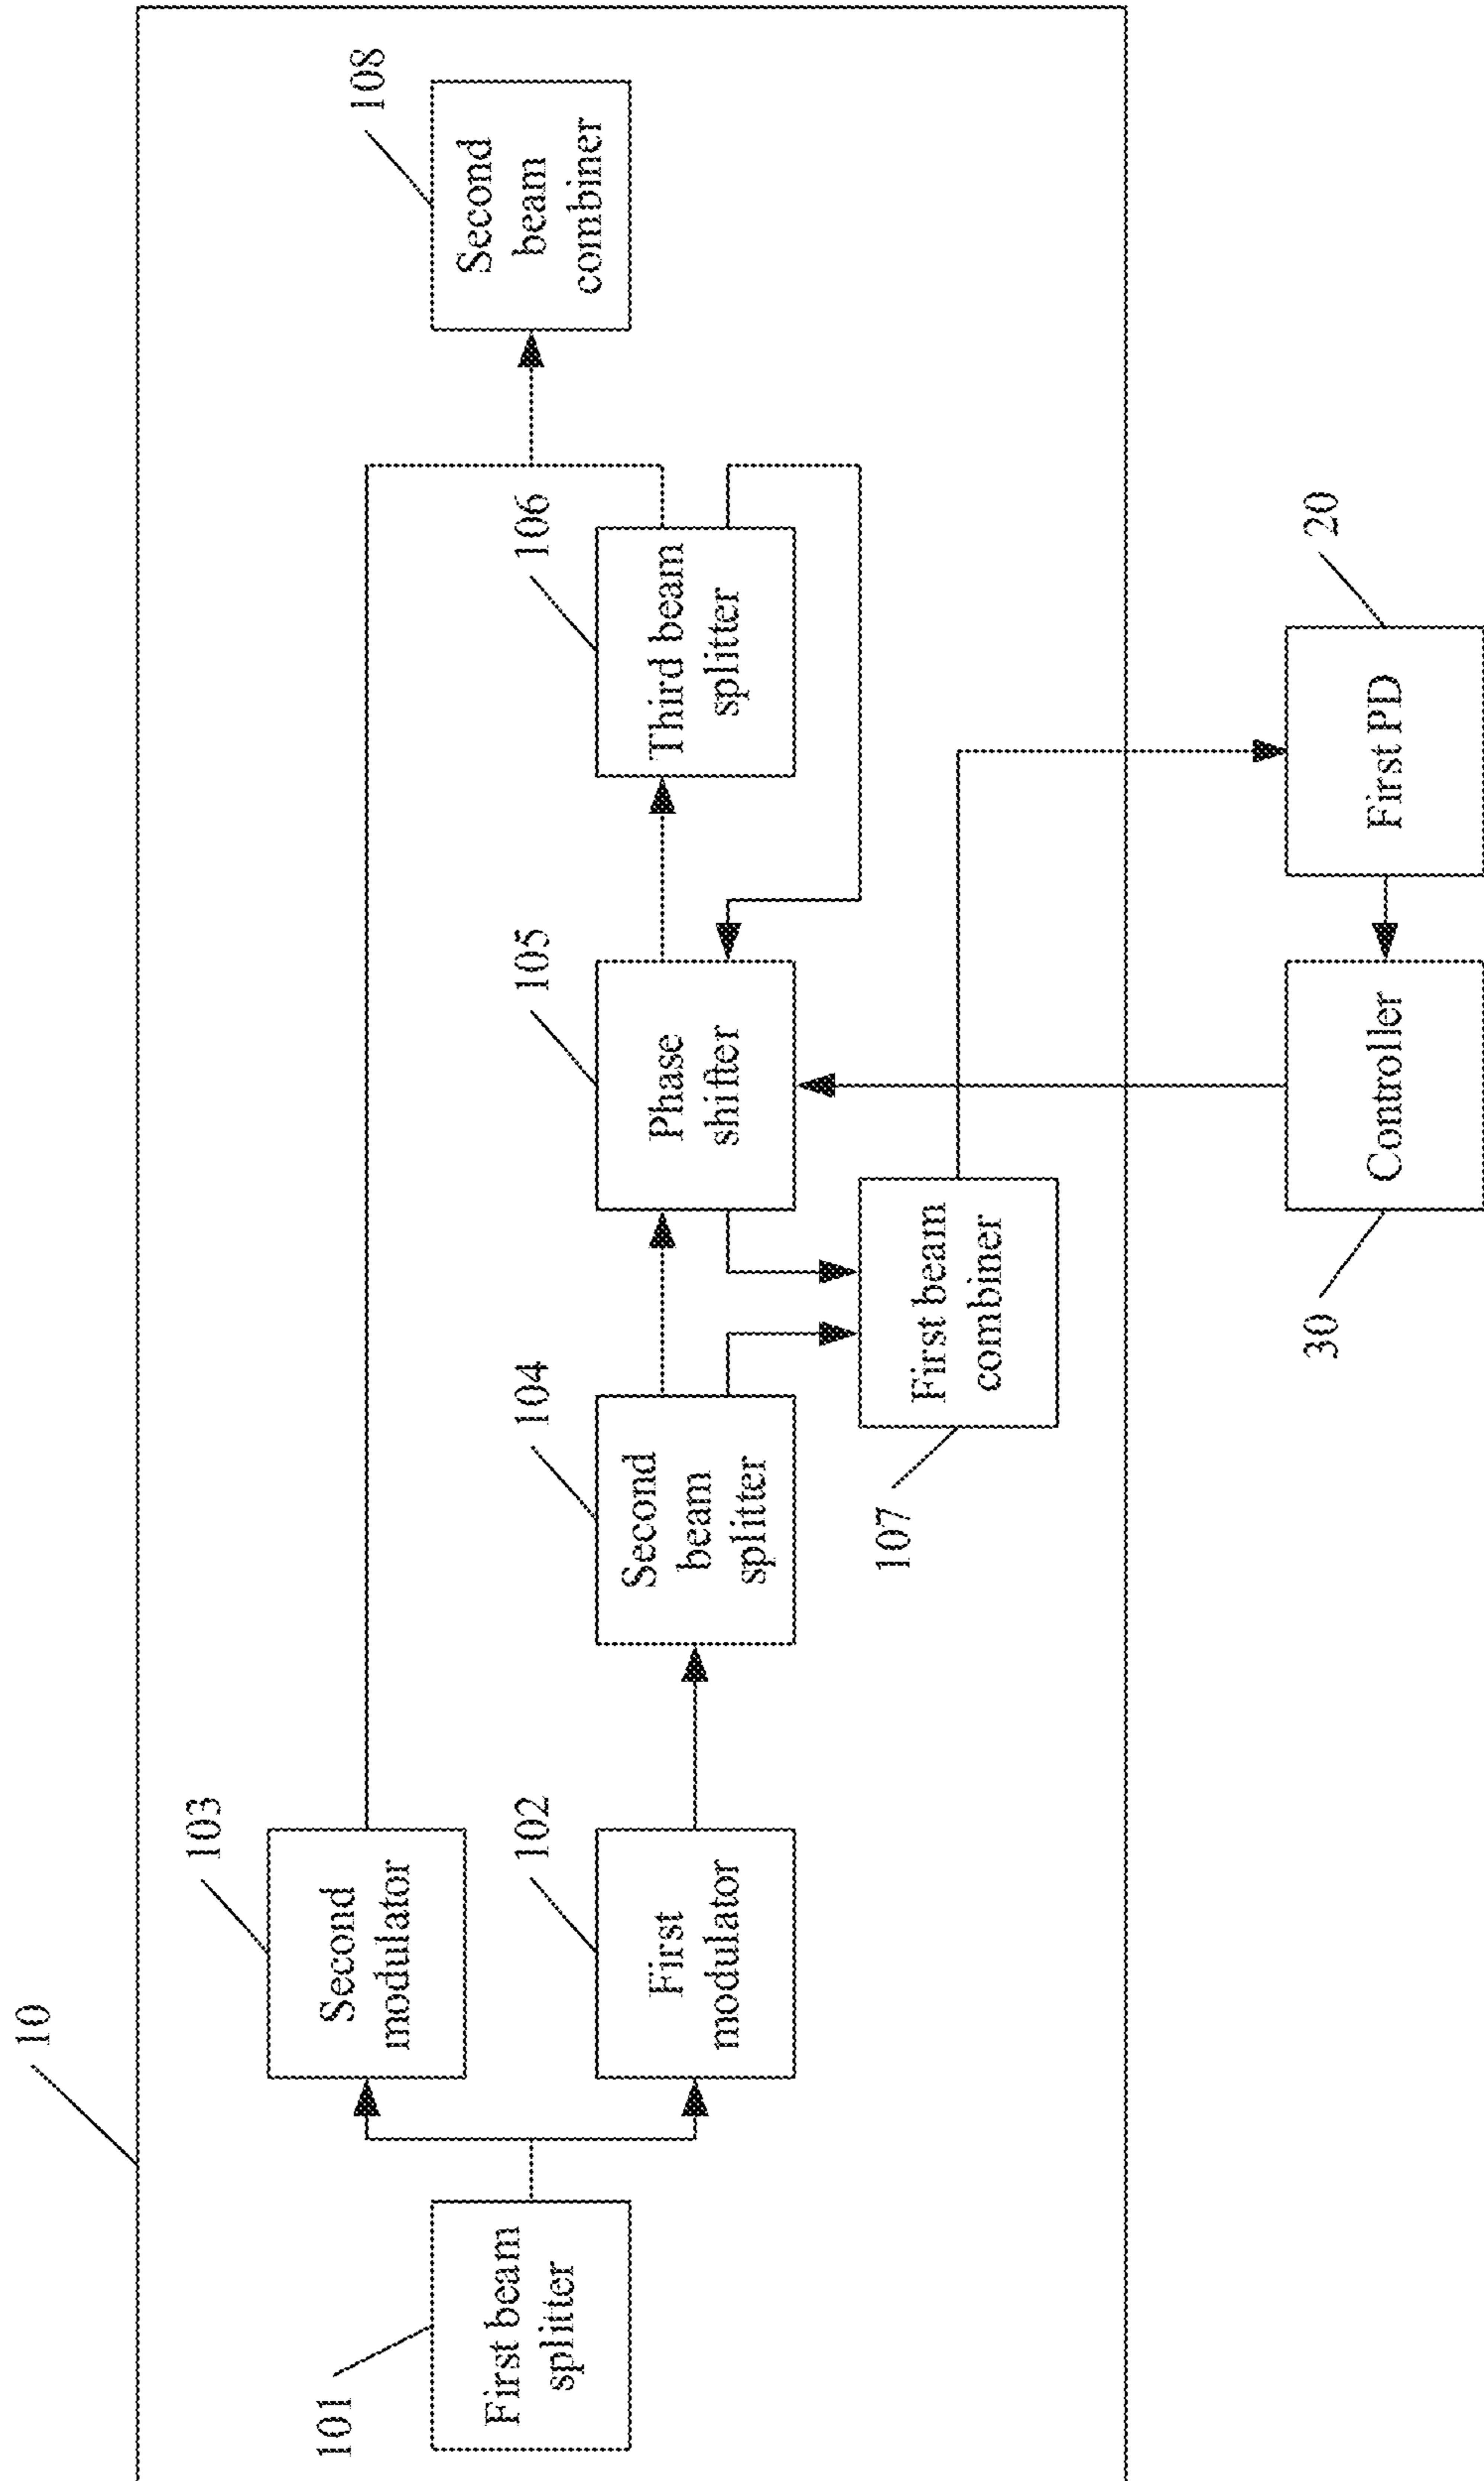 10
101
First beam
splitter
103
Second
modulator
102
First
modulator
104
Second
beam
splitter
105
Phase
shifter
106
Third beam
splitter
108
Second
beam
combiner
107
First beam
combiner
30
Controller
20
First PD